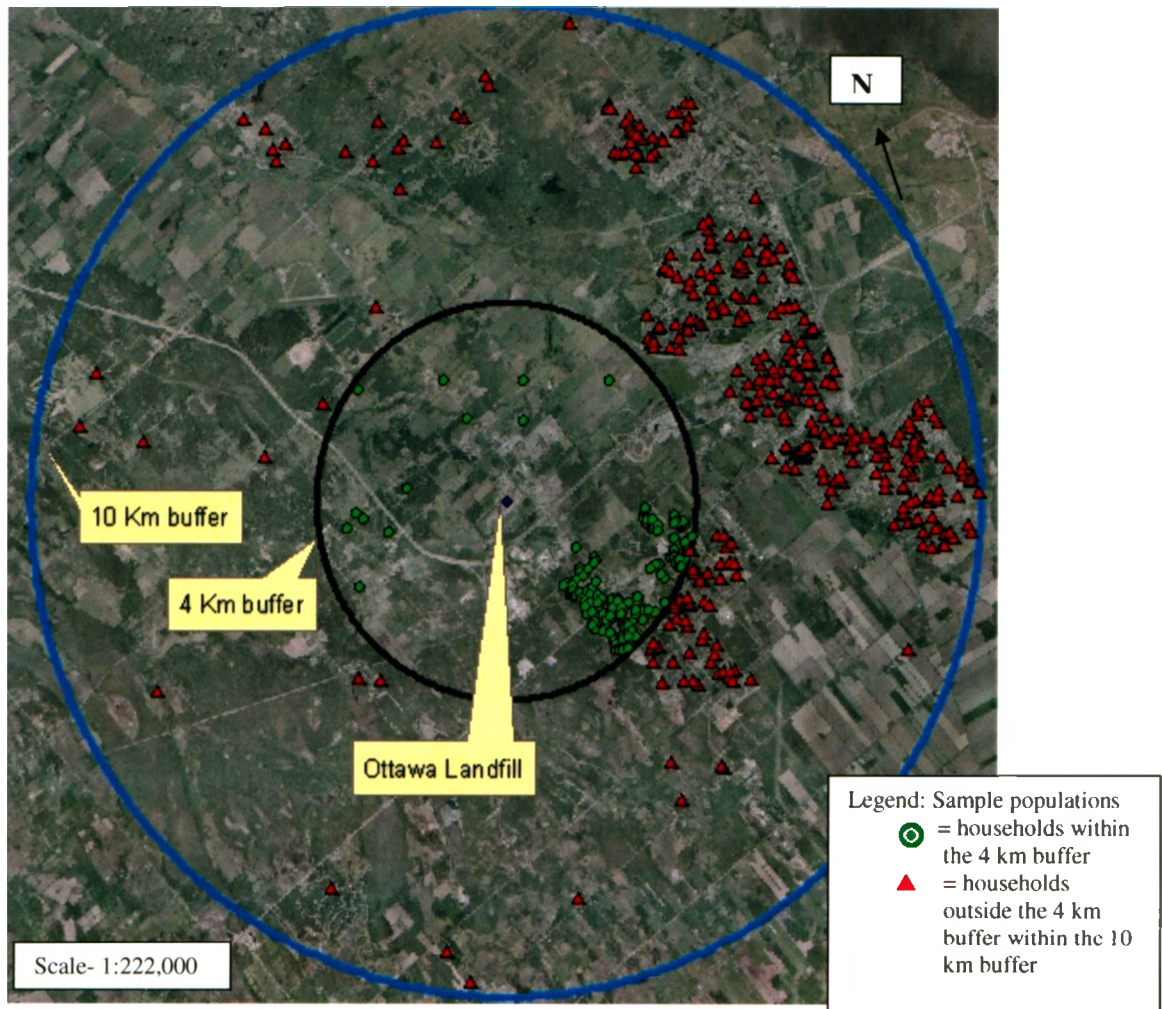 N
10 Km buffer
4 Km buffer
Ottawa Landfill
Legend: Sample populations
= households within
the 4 km buffer
= households
outside the 4 km
buffer within thc 10
km buffer
Scale- 1:222,000